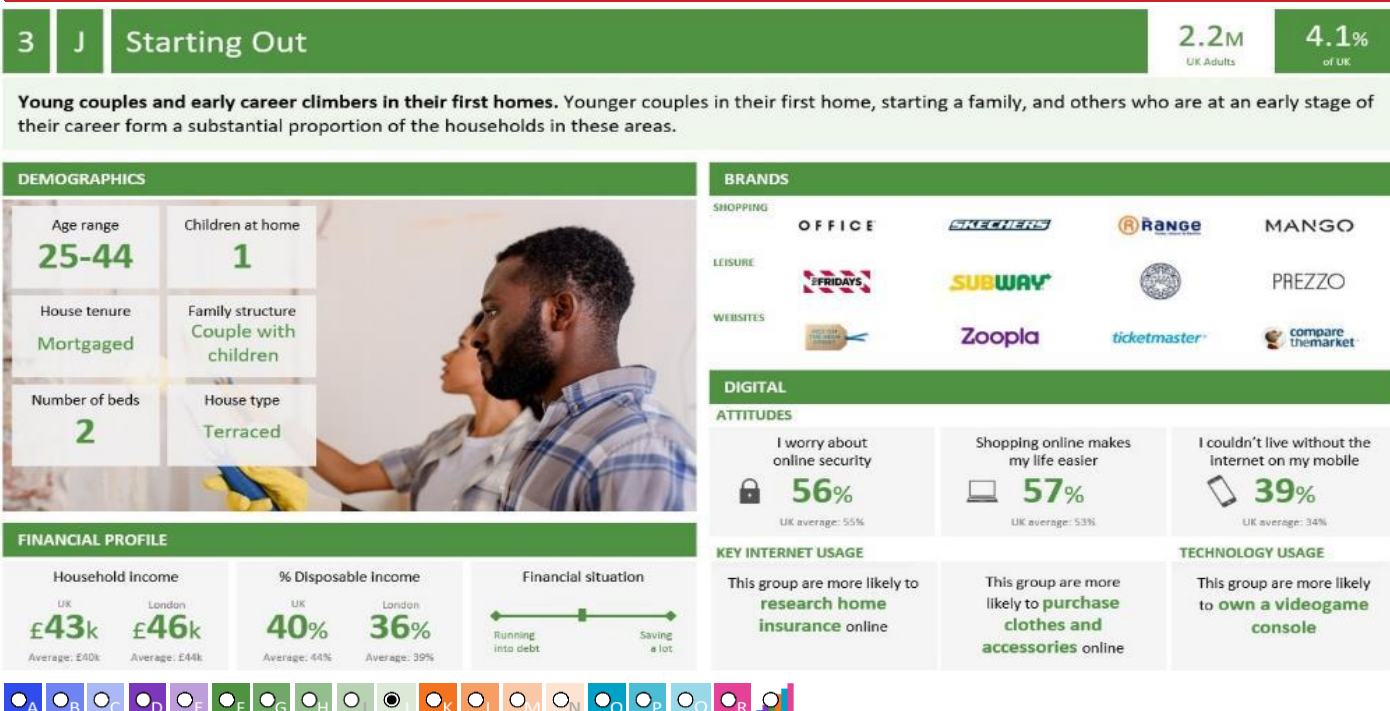 3 J Starting Out
2.2M
UK Adults
4.1%
of UK
Young couples and early career climbers in their first homes. Younger couples in their first home, starting a family, and others who are at an early stage of
their career form a substantial proportion of the households in these areas.
DEMOGRAPHICS
Age range
25-44
Children at home
1
House tenure
Mortgaged
Family structure
Couple with
children
Number of beds
2
House type
Terraced
FINANCIAL PROFILE
Household income
UK
£43k
Average: £40k
London
£46k
Average: £44k
% Disposable income
UK
40%
Average: 44%
London
36%
Average: 39%
Financial situation
Running
into debt
Saving
a lot
BRANDS
SHOPPING
OFFICE
SKECHERS
The Range
MANGO
LEISURE
FRIDAYS
SUBWAY
PREZZO
WEBSITES
Zoopla
ticketmaster
compare
themarket
DIGITAL
ATTITUDES
I worry about
online security
56%
UK average: 55%
Shopping online makes
my life easier
57%
UK average: 53%
I couldn't live without the
internet on my mobile
39%
UK average: 34%
KEY INTERNET USAGE
This group are more likely to
research home
insurance online
This group are more
likely to purchase
clothes and
accessories online
TECHNOLOGY USAGE
This group are more likely
to own a videogame
console
A B C D E F G H I J K L M N O P Q R